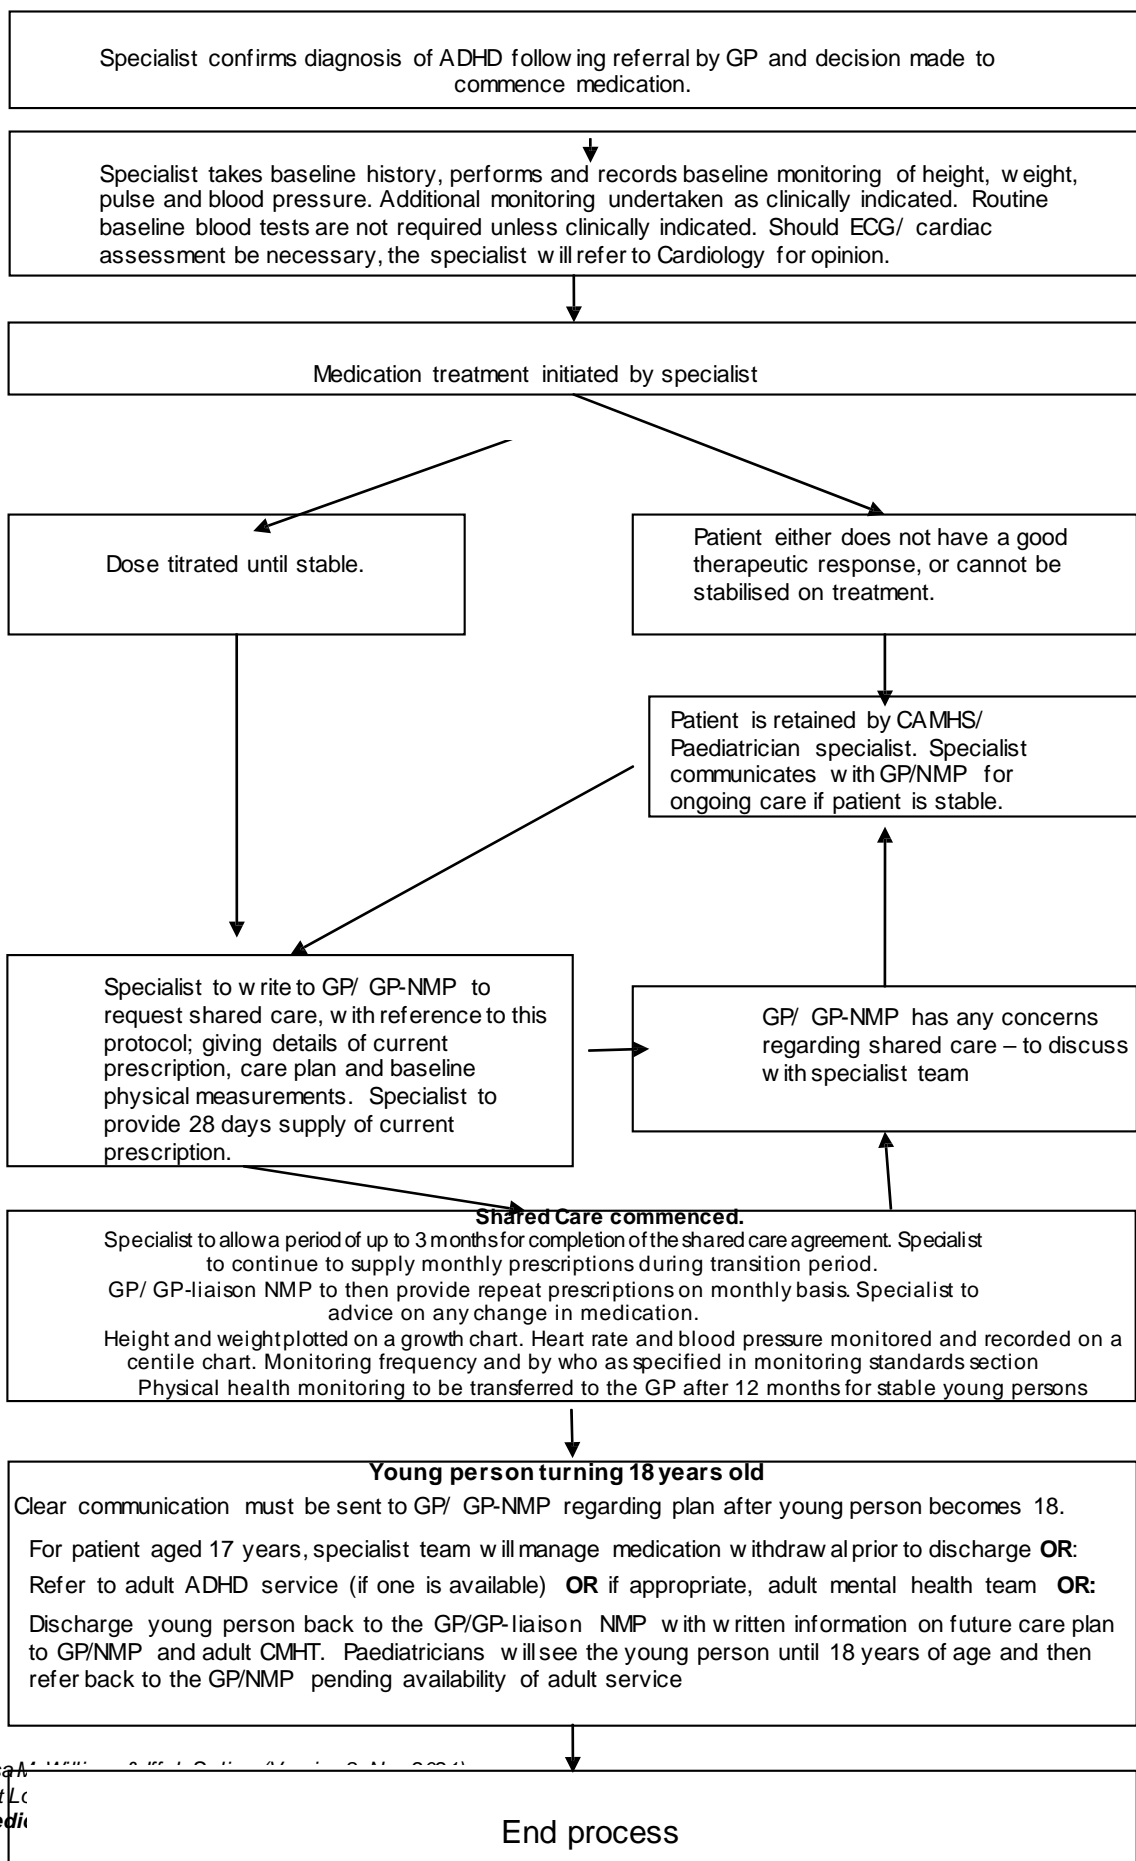 Specialist confirms diagnosis of ADHD following referral by GP and decision made to
commence medication.
Specialist takes baseline history, performs and records baseline monitoring of height, weight,
pulse and blood pressure. Additional monitoring undertaken as clinically indicated. Routine
baseline blood tests are not required unless clinically indicated. Should ECG/ cardiac
assessment be necessary, the specialist will refer to Cardiology for opinion.
Medication treatment initiated by specialist
Dose titrated until stable.
Patient either does not have a good
therapeutic response, or cannot be
stabilised on treatment.
Patient is retained by CAMHS/
Paediatrician specialist. Specialist
communicates with GP/NMP for
ongoing care if patient is stable.
Specialist to write to GP/ GP-NMP to
request shared care, with reference to this
protocol; giving details of current
prescription, care plan and baseline
physical measurements. Specialist to
provide 28 days supply of current
prescription.
GP/ GP-NMP has any concerns
regarding shared care – to discuss
with specialist team
Shared Care commenced.
Specialist to allow a period of up to 3 months for completion of the shared care agreement. Specialist
to continue to supply monthly prescriptions during transition period.
GP/ GP-liaison NMP to then provide repeat prescriptions on monthly basis. Specialist to
advice on any change in medication.
Height and weight plotted on a growth chart. Heart rate and blood pressure monitored and recorded on a
centile chart. Monitoring frequency and by who as specified in monitoring standards section
Physical health monitoring to be transferred to the GP after 12 months for stable young persons
Young person turning 18 years old
Clear communication must be sent to GP/ GP-NMP regarding plan after young person becomes 18.
For patient aged 17 years, specialist team will manage medication withdrawal prior to discharge OR:
Refer to adult ADHD service (if one is available) OR if appropriate, adult mental health team OR:
Discharge young person back to the GP/GP-liaison NMP with written information on future care plan
to GP/NMP and adult CMHT. Paediatricians will see the young person until 18 years of age and then
refer back to the GP/NMP pending availability of adult service
End process